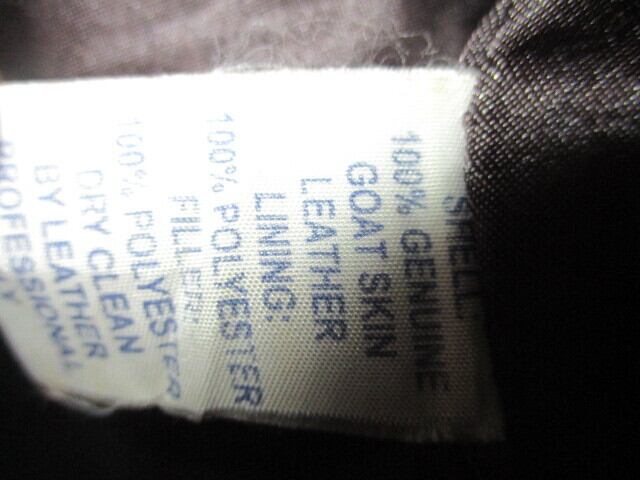 SHELL
100% GENUINE
GOAT SKIN
LEATHER
LINING:
100% POLYESTER
FILLER:
100% POLYESTER
DRY CLEAN
BY LEATHER
PROFESSIONAL